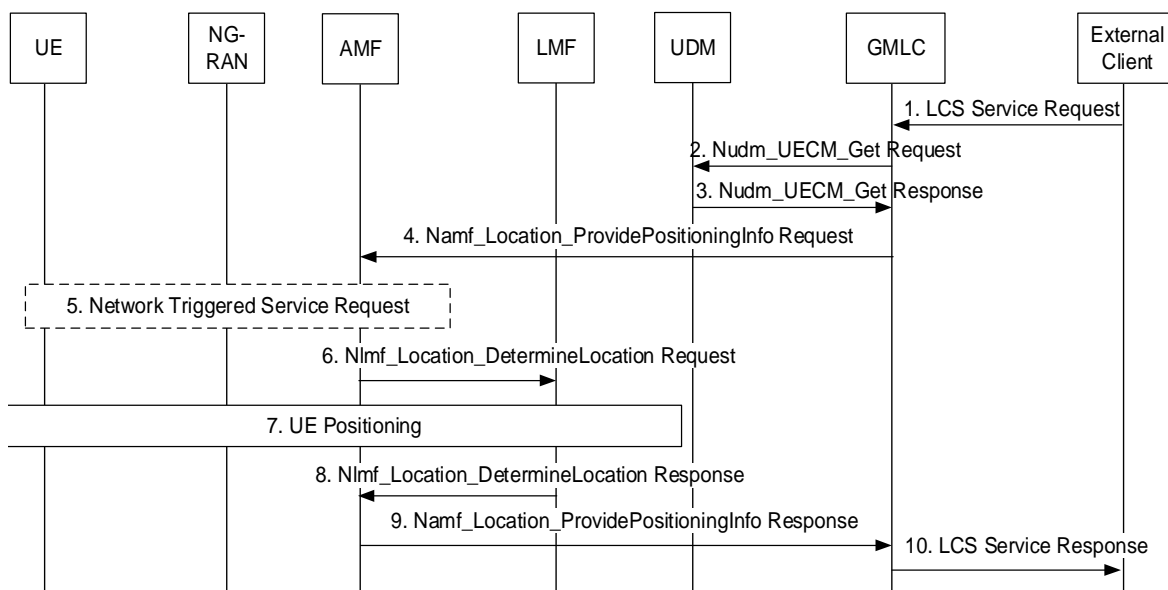 UE
NG-
RAN
AMF
LMF
UDM
GMLC
External
Client
1. LCS Service Request
2. Nudm_UECM_Get Request
3. Nudm_UECM_Get Response
4. Namf_Location_ProvidePositioningInfo Request
5. Network Triggered Service Request
6. Nlmf_Location_DetermineLocation Request
7. UE Positioning
8. Nlmf_Location_DetermineLocation Response
9. Namf_Location_ProvidePositioningInfo Response
10. LCS Service Response